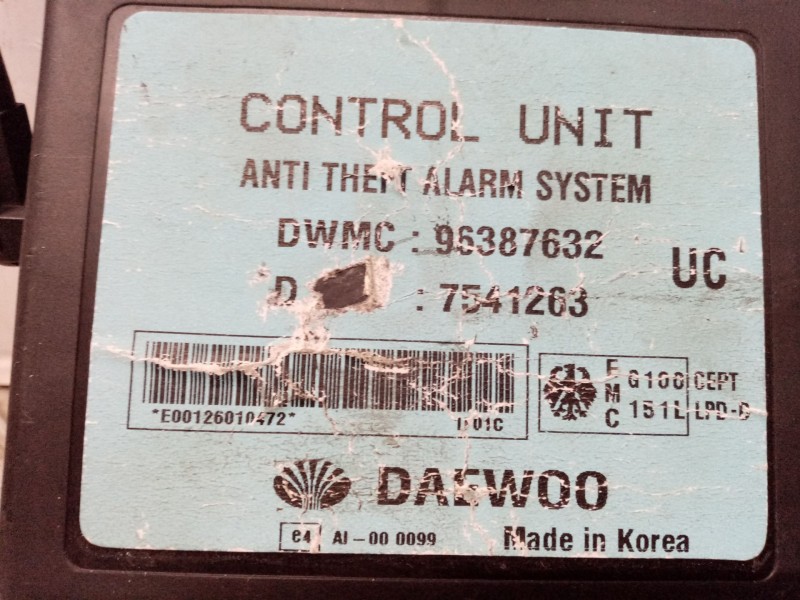 CONTROL UNIT
ANTI THEFT ALARM SYSTEM
DWMC : 96387632
UC
D : 7541263
*E00126010472*
EMC
G100 CEPT
151L LPD-
DAEWOO
e4 AI-00 0099
Made in Korea